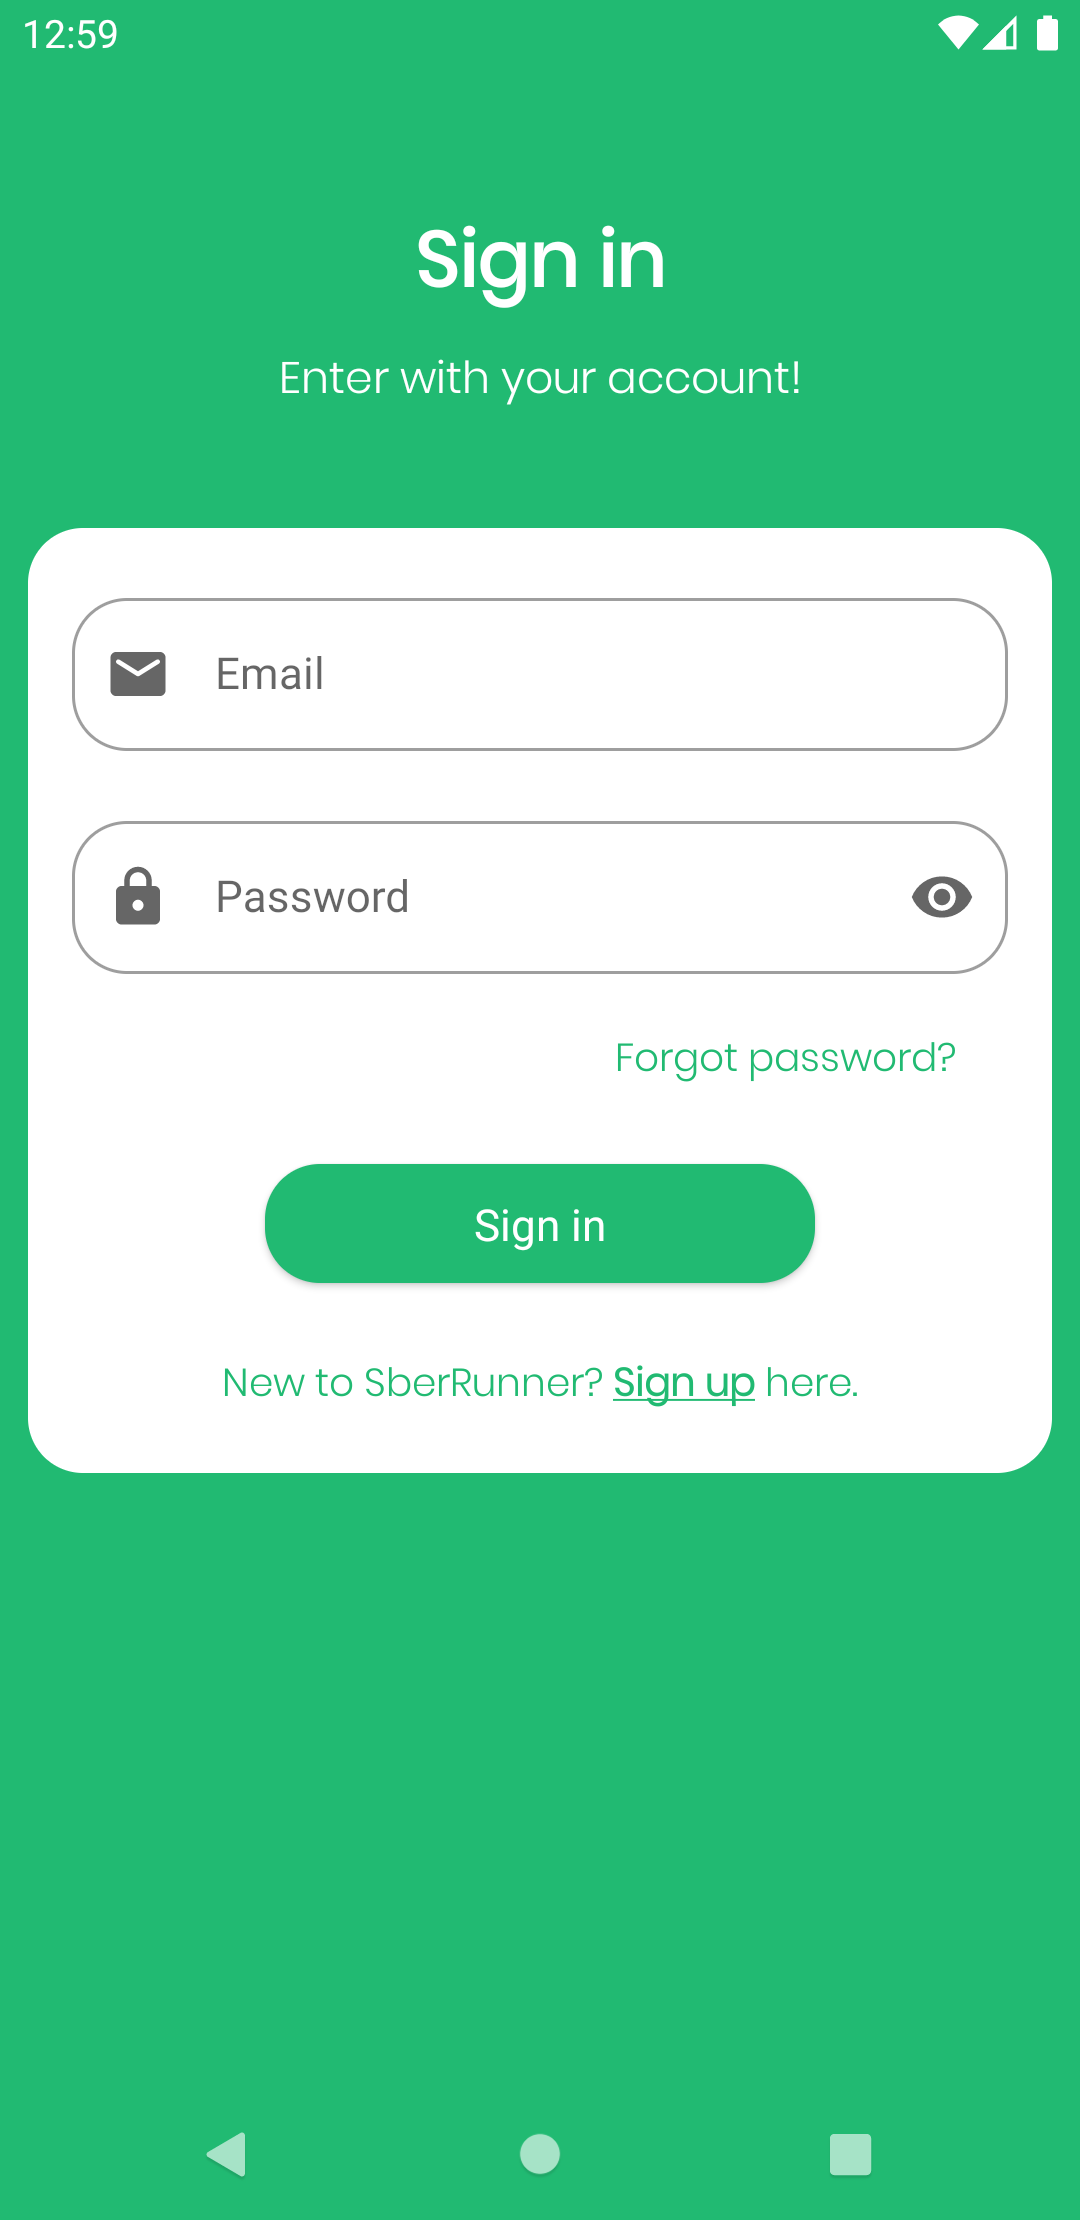 12:59
Sign in
Enter with your account!
Email
Password
Forgot password?
Sign in
New to SberRunner? Sign up here.